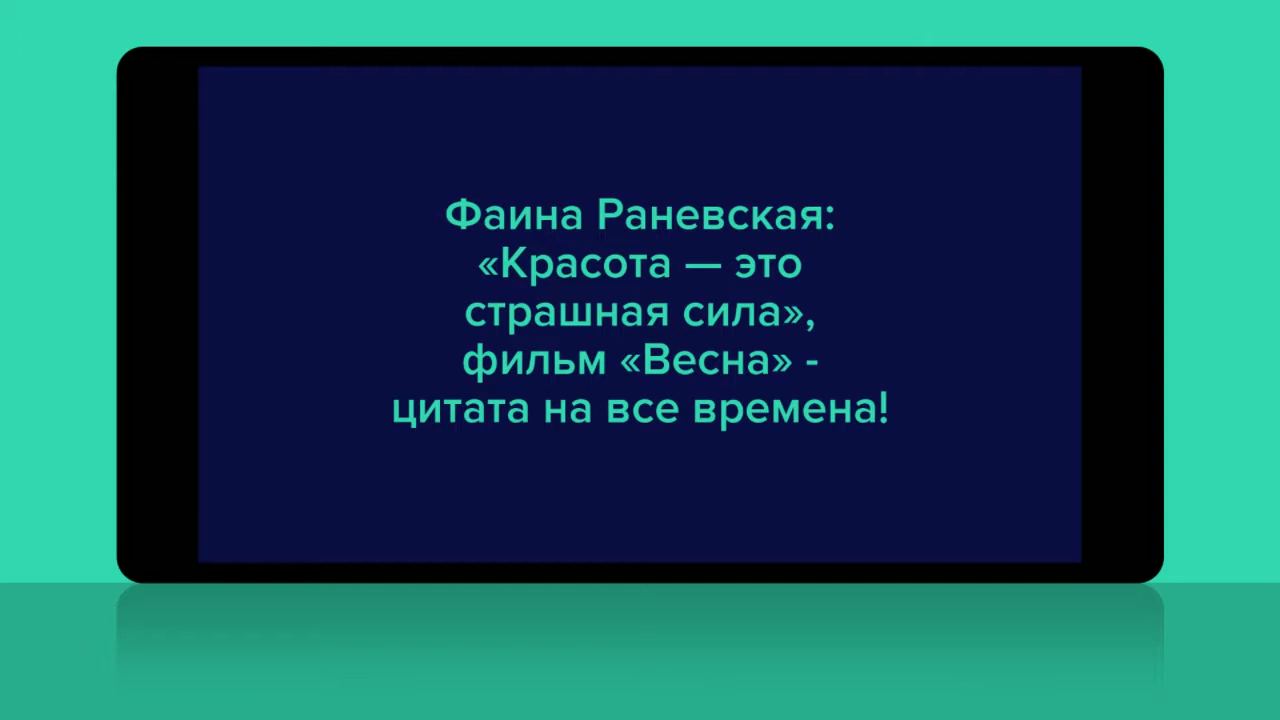 Фаина Раневская:
«Красота — это
страшная сила»,
фильм «Весна» -
цитата на все времена!